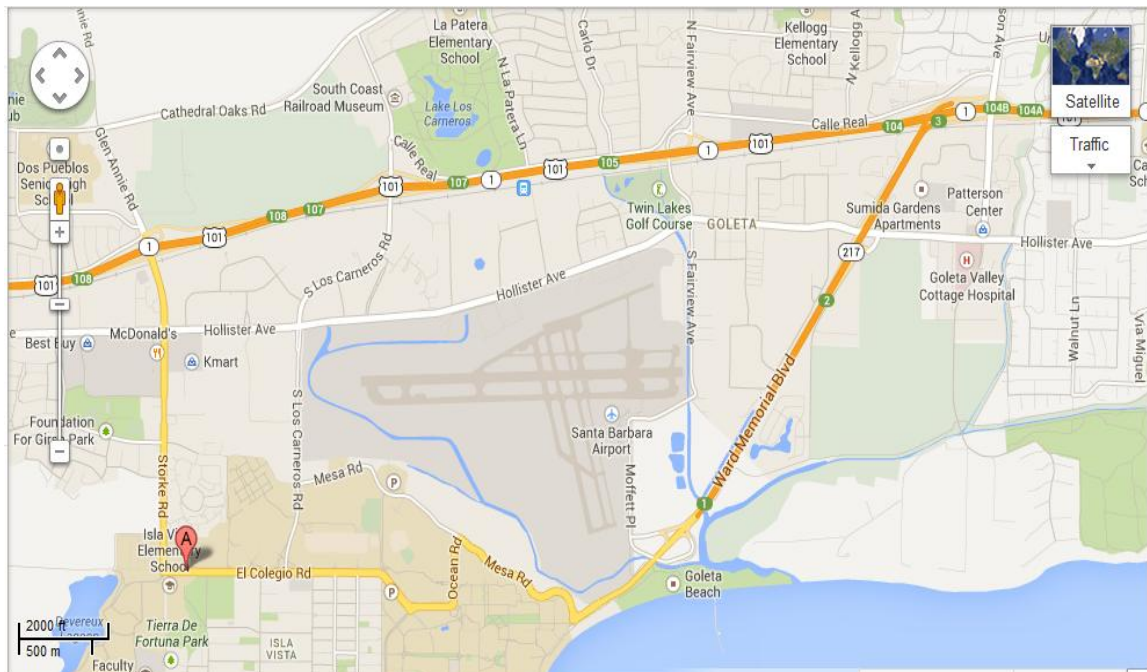 La Patera
Elementary
School
Carlo Dr
N Fairview Ave
Kellogg
Elementary
School
N Kellogg A
son Ave
Glen Annie Rd
Cathedral Oaks Rd
South Coast
Railroad Museum
Lake Los
Carneros
N La Patera Ln
Calle Real
Calle Real
Satellite
Traffic
104
3
1
104B
104A
101
Dos Pueblos
Senior High
School
101
107
1
101
105
1
101
108
107
101
1
101
108
Twin Lakes
Golf Course
GOLETA
Sumida Gardens
Apartments
Patterson
Center
Hollister Ave
217
H
Goleta Valley
Cottage Hospital
S Los Carneros Rd
Hollister Ave
S Fairview Ave
2
Walnut Ln
Via Miguel
Hollister Ave
McDonald's
Best Buy
Kmart
Ward Memorial Blvd
Foundation
For Girsh Park
Storke Rd
S Los Carneros Rd
Mesa Rd
P
Santa Barbara
Airport
Moffett Pl
1
Isla Vi
Elementary
School
A
El Colegio Rd
P
Ocean Rd
Mesa Rd
Goleta
Beach
Devereux
Tierra De
Fortuna Park
ISLA
VISTA
Faculty
2000 ft
500 m